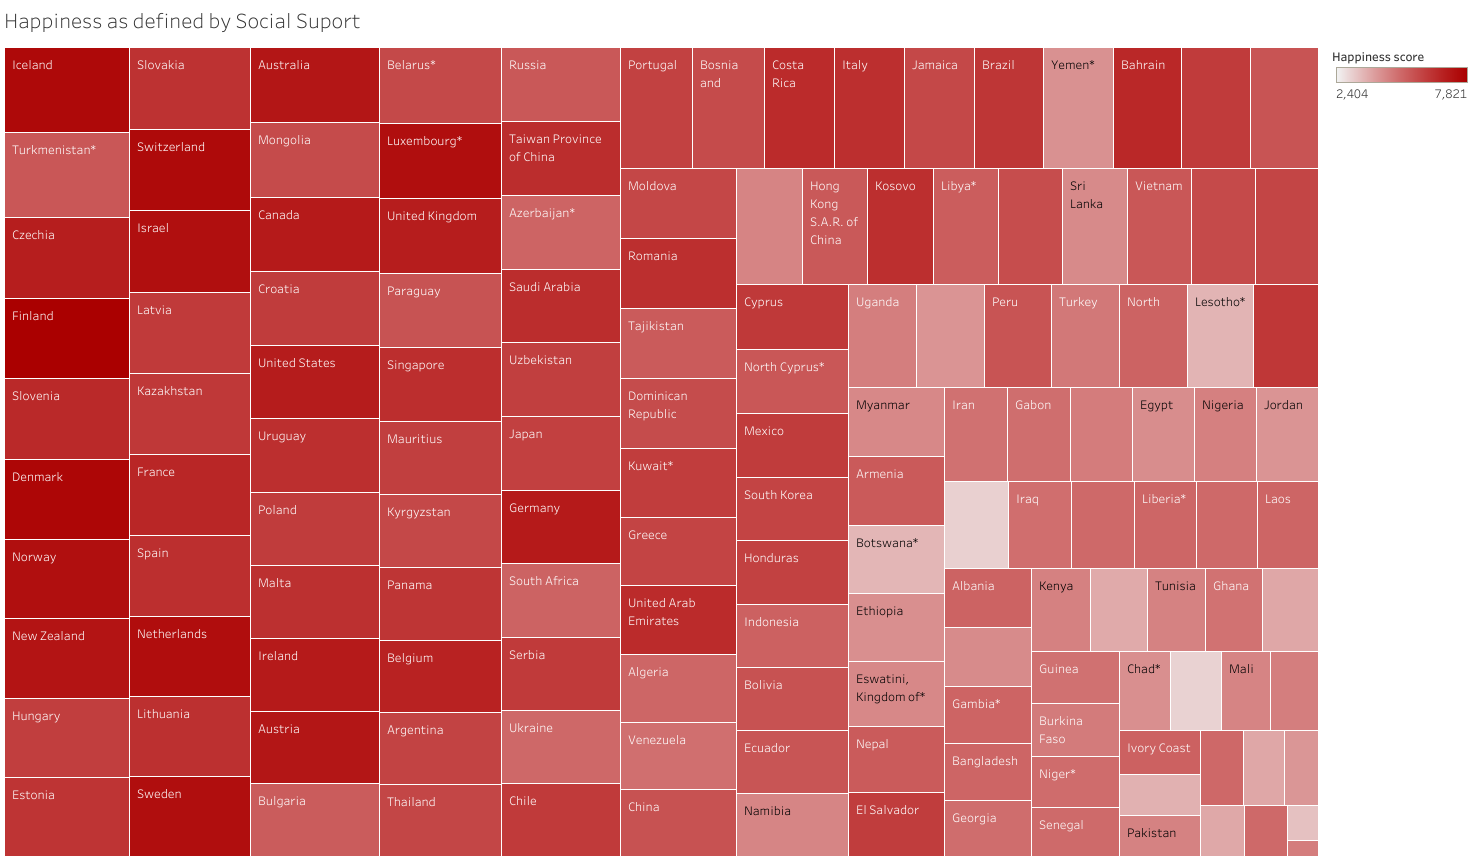 Happiness as defined by Social Suport
Iceland
Turkmenistan*
Czechia
Finland
Slovenia
Denmark
Norway
New Zealand
Hungary
Estonia
Slovakia
Switzerland
Israel
Latvia
Kazakhstan
France
Spain
Netherlands
Lithuania
Sweden
Australia
Mongolia
Canada
Croatia
United States
Uruguay
Poland
Malta
Ireland
Austria
Bulgaria
Belarus*
Luxembourg*
United Kingdom
Paraguay
Singapore
Mauritius
Kyrgyzstan
Panama
Belgium
Argentina
Thailand
Russia
Taiwan Province
of China
Azerbaijan*
Saudi Arabia
Uzbekistan
Japan
Germany
South Africa
Serbia
Ukraine
Chile
Portugal
Bosnia
and
Costa
Rica
Italy
Jamaica
Brazil
Yemen*
Bahrain
Moldova
Romania
Tajikistan
Dominican
Republic
Kuwait*
Greece
United Arab
Emirates
Algeria
Venezuela
China
Hong
Kong
S.A.R. of
China
Kosovo
Libya*
Sri
Lanka
Vietnam
Cyprus
North Cyprus*
Mexico
South Korea
Honduras
Indonesia
Bolivia
Ecuador
Namibia
Uganda
Peru
Turkey
North
Lesotho*
Myanmar
Armenia
Botswana*
Ethiopia
Eswatini,
Kingdom of*
Nepal
El Salvador
Iran
Gabon
Egypt
Nigeria
Jordan
Iraq
Liberia*
Laos
Albania
Gambia*
Bangladesh
Georgia
Kenya
Tunisia
Ghana
Guinea
Burkina
Faso
Niger*
Senegal
Chad*
Mali
Ivory Coast
Pakistan
Happiness score
2,404
7,821